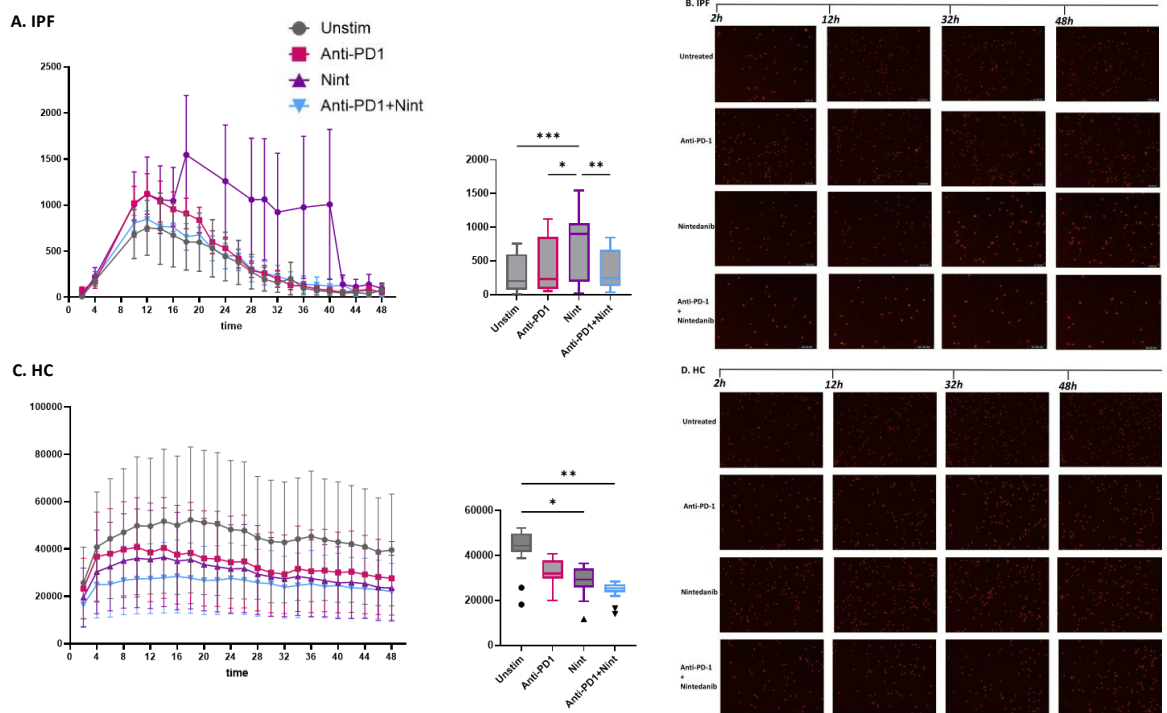 A. IPF
Unstim
Anti-PD1
Nint
Anti-PD1+Nint
2500
2000
1500
1000
500
0
0 4 8 12 16 20 24 28 32 36 40 44 48
time
***
* **
2000
1500
1000
500
0
Unstim
Anti-PD1
Nint
Anti-PD1+Nint
B. IPF
2h 12h 32h 48h
Untreated
Anti-PD-1
Nintedanib
Anti-PD-1
+
Nintedanib
C. HC
100000
80000
60000
40000
20000
0
0 4 8 12 16 20 24 28 32 36 40 44 48
time
**
*
60000
40000
20000
0
Unstim
Anti-PD1
Nint
Anti-PD1+Nint
D. HC
2h 12h 32h 48h
Untreated
Anti-PD-1
Nintedanib
Anti-PD-1
+
Nintedanib